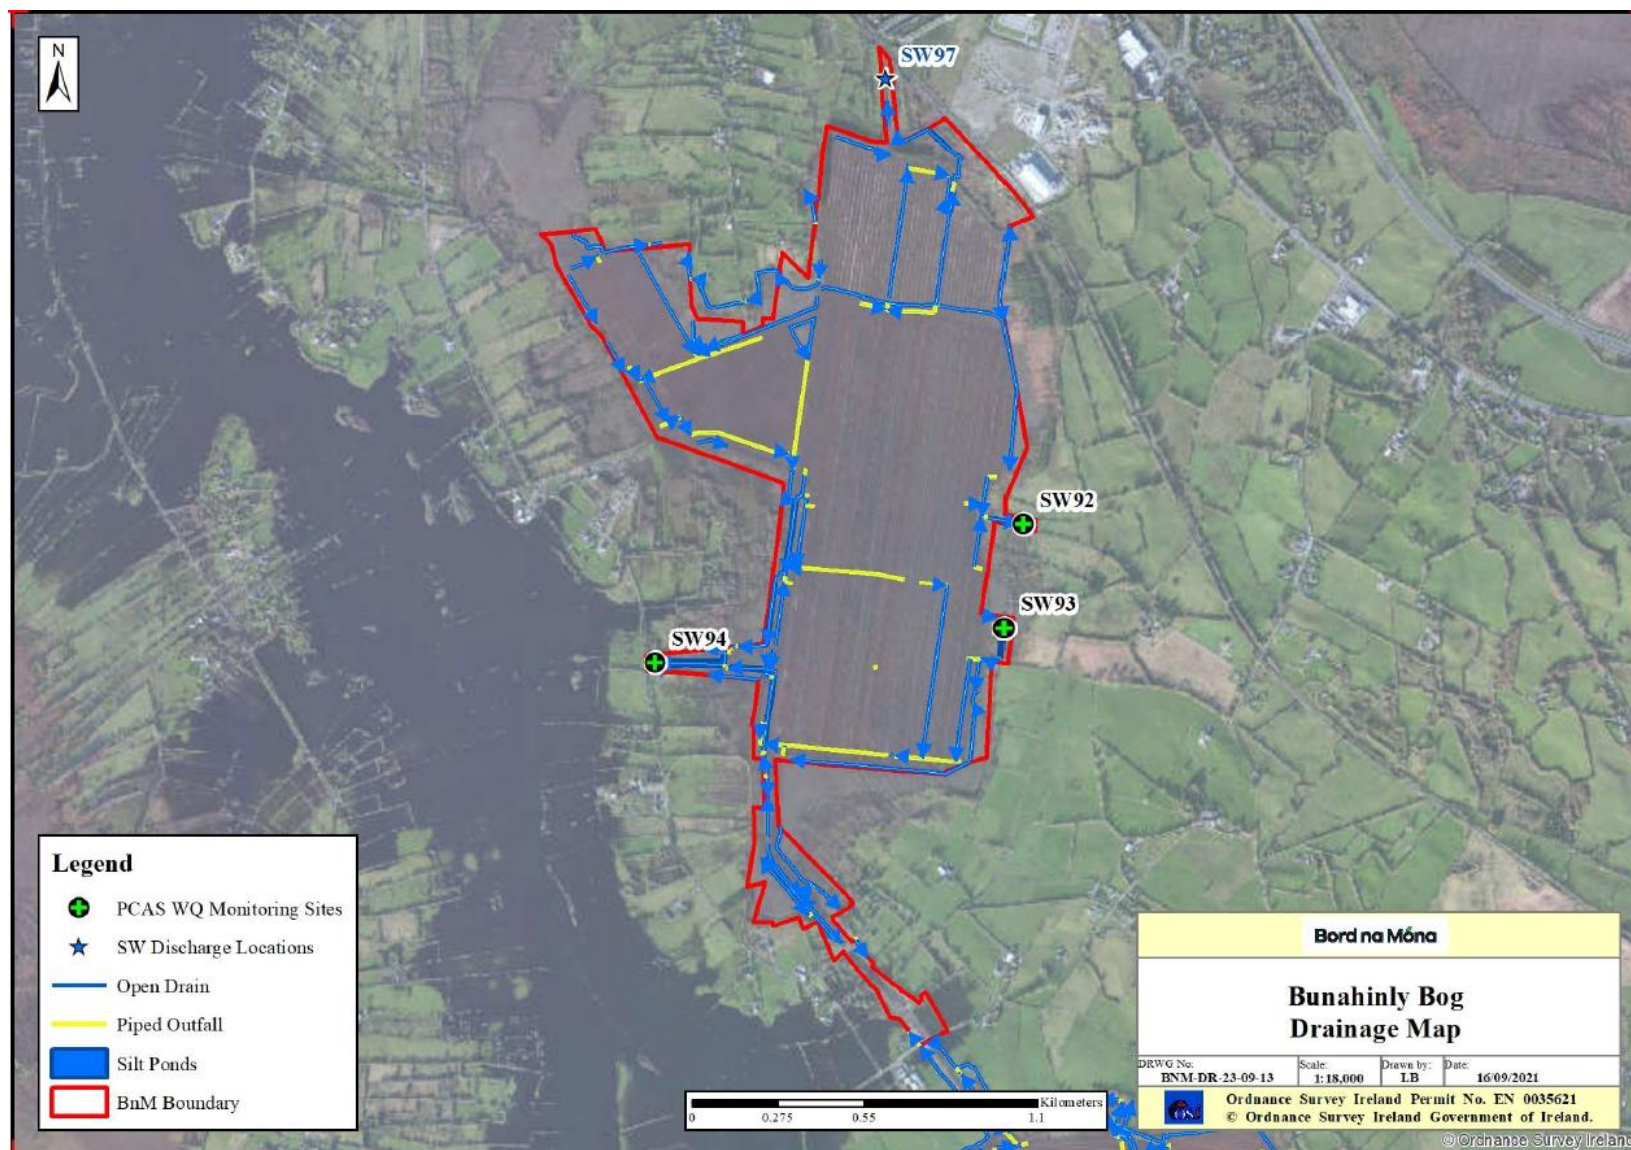 N
SW97
SW92
SW93
SW94
Legend
PCAS WQ Monitoring Sites
SW Discharge Locations
Open Drain
Piped Outfall
Silt Ponds
BnM Boundary
Kilometers
0 0.275 0.55 1.1
Bord na Móna
Bunahinly Bog
Drainage Map
DRWG No: Scale: Drawn by: Date:
BNM-DR-23-09-13 1:18,000 LB 16/09/2021
OSi
Ordnance Survey Ireland Permit No. EN 0035621
© Ordnance Survey Ireland Government of Ireland.
© Ordnance Survey Ireland